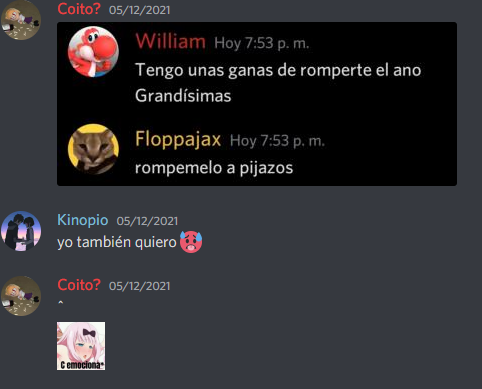 Coito? 05/12/2021
William Hoy 7:53 p. m.
Tengo unas ganas de romperte el ano
Grandísimas
Floppajax Hoy 7:53 p. m.
rompemelo a pijazos
Kinopio 05/12/2021
yo también quiero 🥵
Coito? 05/12/2021
^
C emociona*